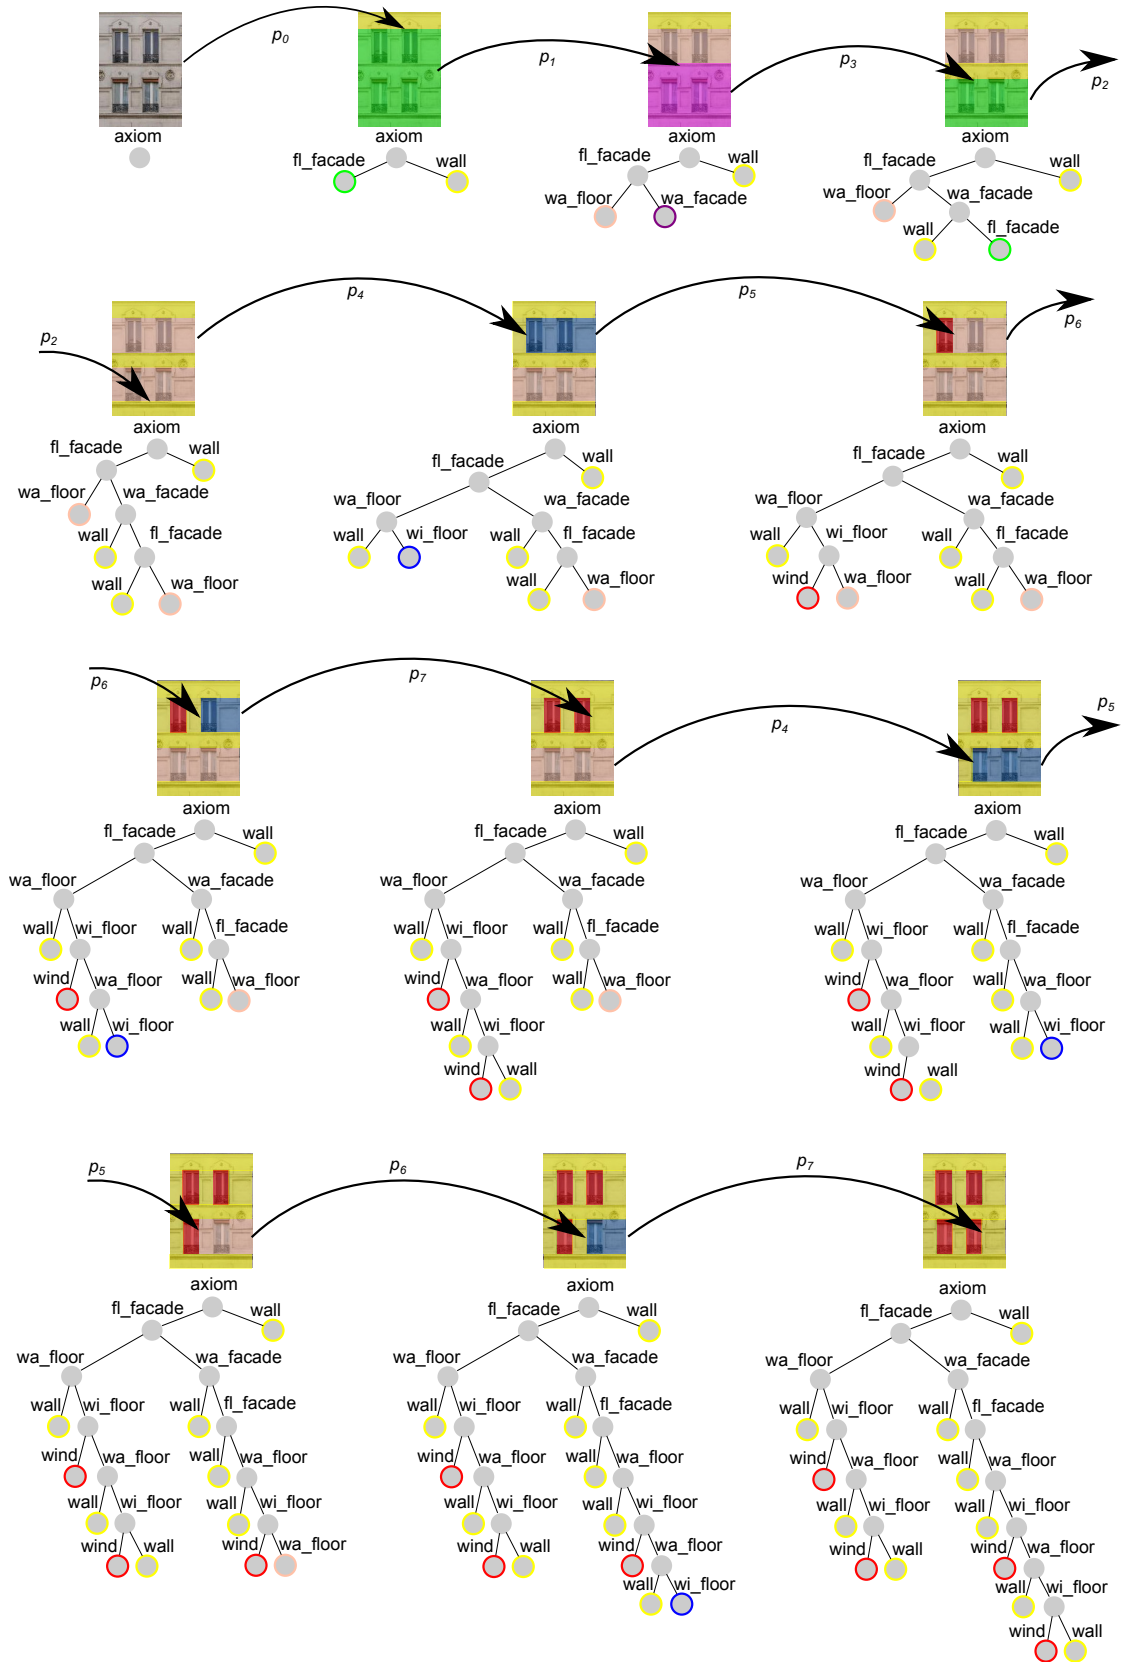 p0 p1 p3 p2
axiom axiom axiom axiom
fl_facade wall fl_facade wall fl_facade wall
wa_floor wa_facade wa_floor wa_facade
wall fl_facade
p2 p4 p5 p6
axiom axiom axiom
fl_facade wall fl_facade wall fl_facade wall
wa_floor wa_facade wa_floor wa_facade wa_floor wa_facade
wall fl_facade wall wi_floor wall fl_facade wall wi_floor wall fl_facade
wall wa_floor wall wa_floor wind wa_floor wall wa_floor
p6 p7 p4 p5
axiom axiom axiom
fl_facade wall fl_facade wall fl_facade wall
wa_floor wa_facade wa_floor wa_facade wa_floor wa_facade
wall wi_floor wall fl_facade wall wi_floor wall fl_facade wall wi_floor wall fl_facade
wind wa_floor wall wa_floor wind wa_floor wall wa_floor wind wa_floor wall wa_floor
wall wi_floor wall wi_floor wall wi_floor wall wi_floor
wind wall wind wall
p5 p6 p7
axiom axiom axiom
fl_facade wall fl_facade wall fl_facade wall
wa_floor wa_facade wa_floor wa_facade wa_floor wa_facade
wall wi_floor wall fl_facade wall wi_floor wall fl_facade wall wi_floor wall fl_facade
wind wa_floor wall wa_floor wind wa_floor wall wa_floor wind wa_floor wall wa_floor
wall wi_floor wall wi_floor wall wi_floor wall wi_floor wall wi_floor wall wi_floor
wind wall wind wa_floor wind wall wind wa_floor wind wall wind wa_floor
wall wi_floor wall wi_floor
wind wall